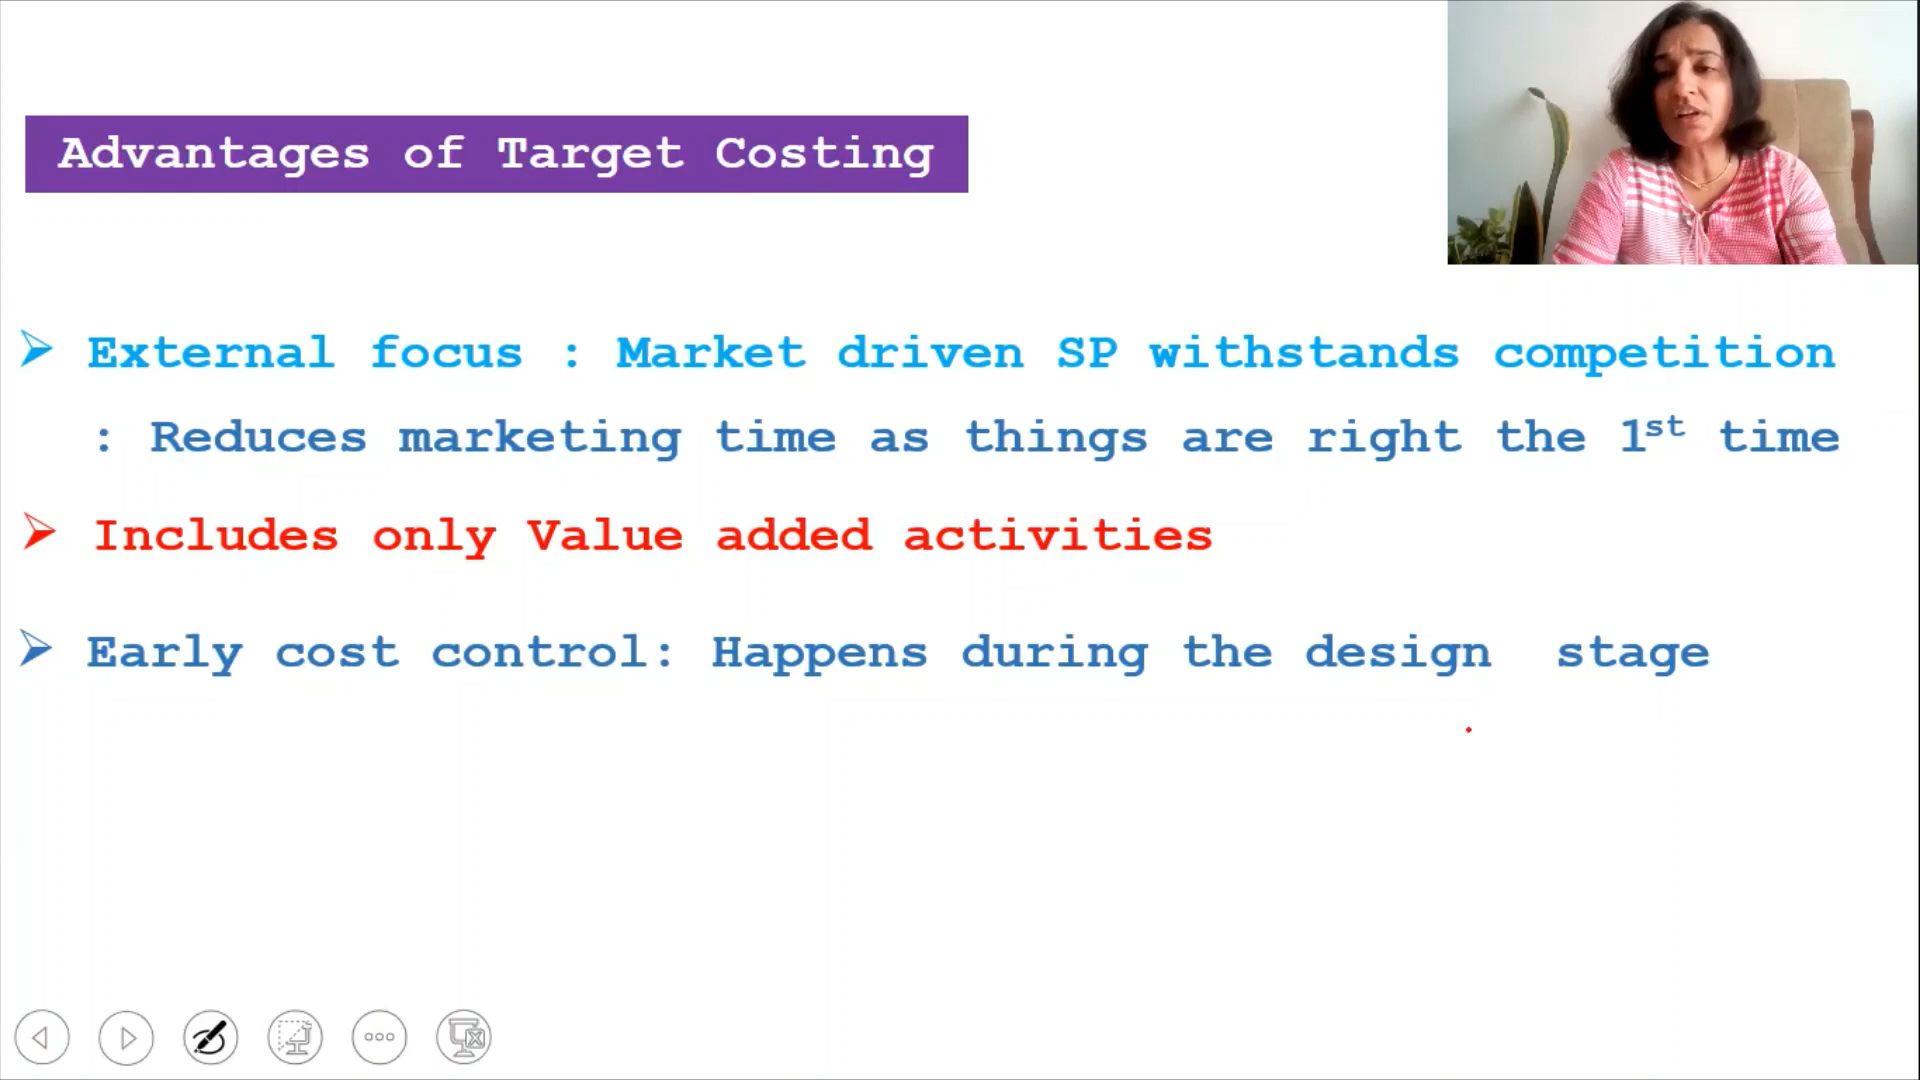 Advantages of Target Costing
➢ External focus : Market driven SP withstands competition
: Reduces marketing time as things are right the 1st time
➢ Includes only Value added activities
➢ Early cost control: Happens during the design stage